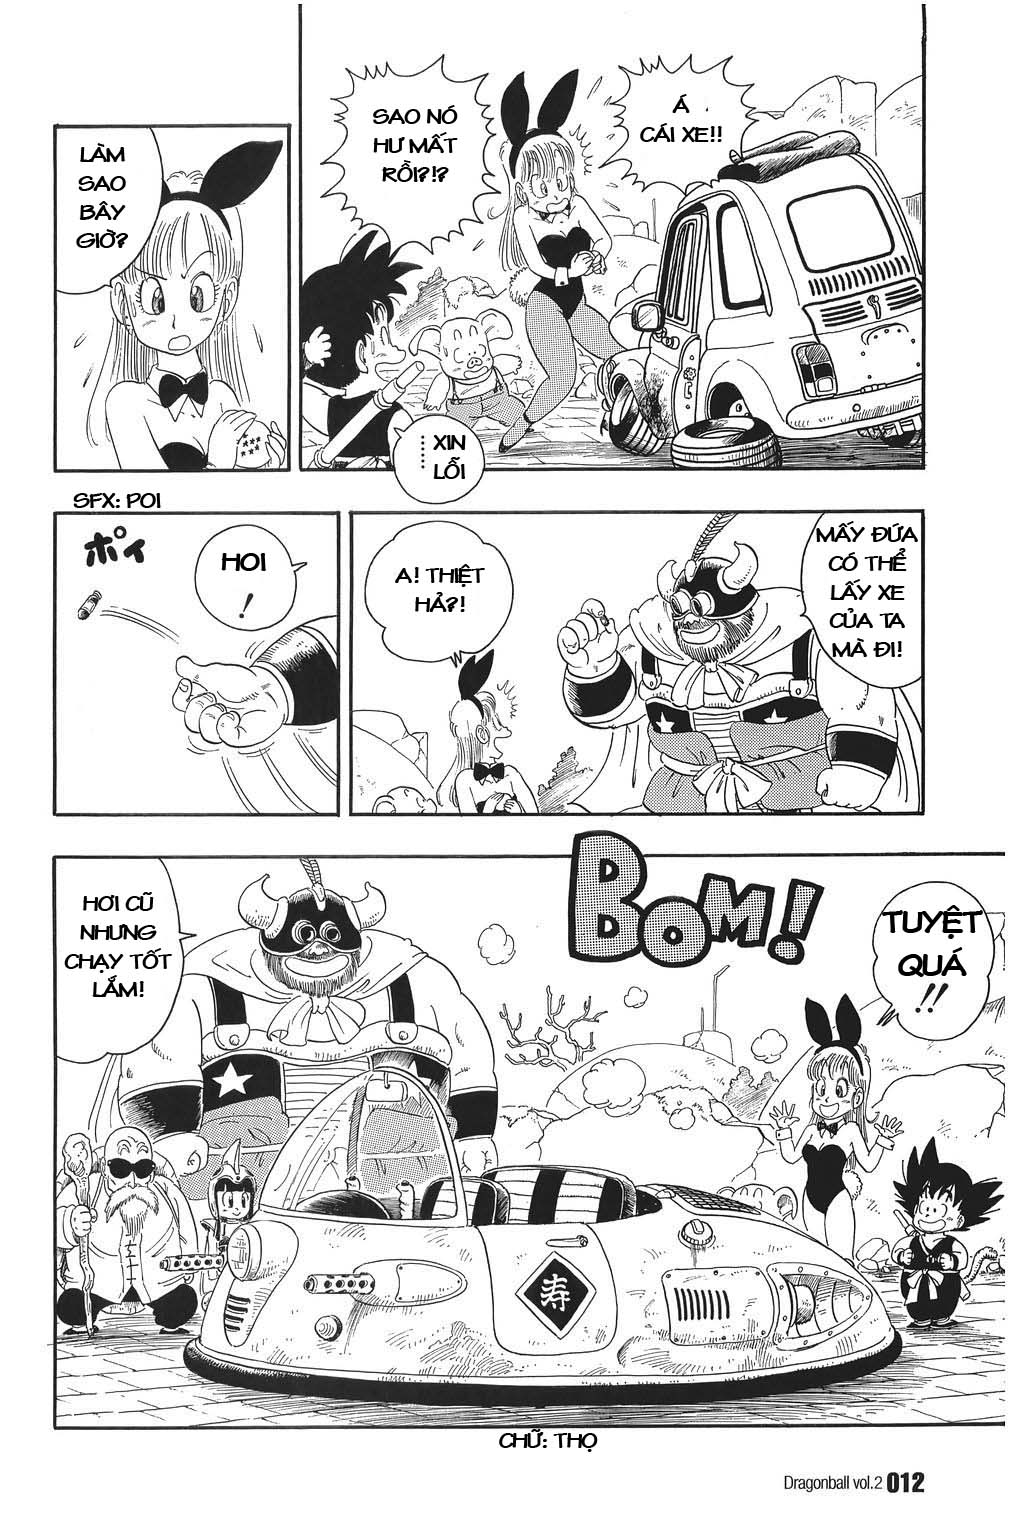 Á
CÁI XE!!
SAO NÓ
HƯ MẤT
RỒI?!?
......
XIN
LỖI
LÀM
SAO
BÂY
GIỜ?
MẤY ĐỨA
CÓ THỂ
LẤY XE
CỦA TA
MÀ ĐI!
A! THIỆT
HẢ?!
SFX: POI
ポイ
HOI
!
BOM!
TUYỆT
QUÁ
!!
HƠI CŨ
NHƯNG
CHẠY TỐT
LẮM!
寿
CHỮ: THỌ
Dragonball vol.2 012